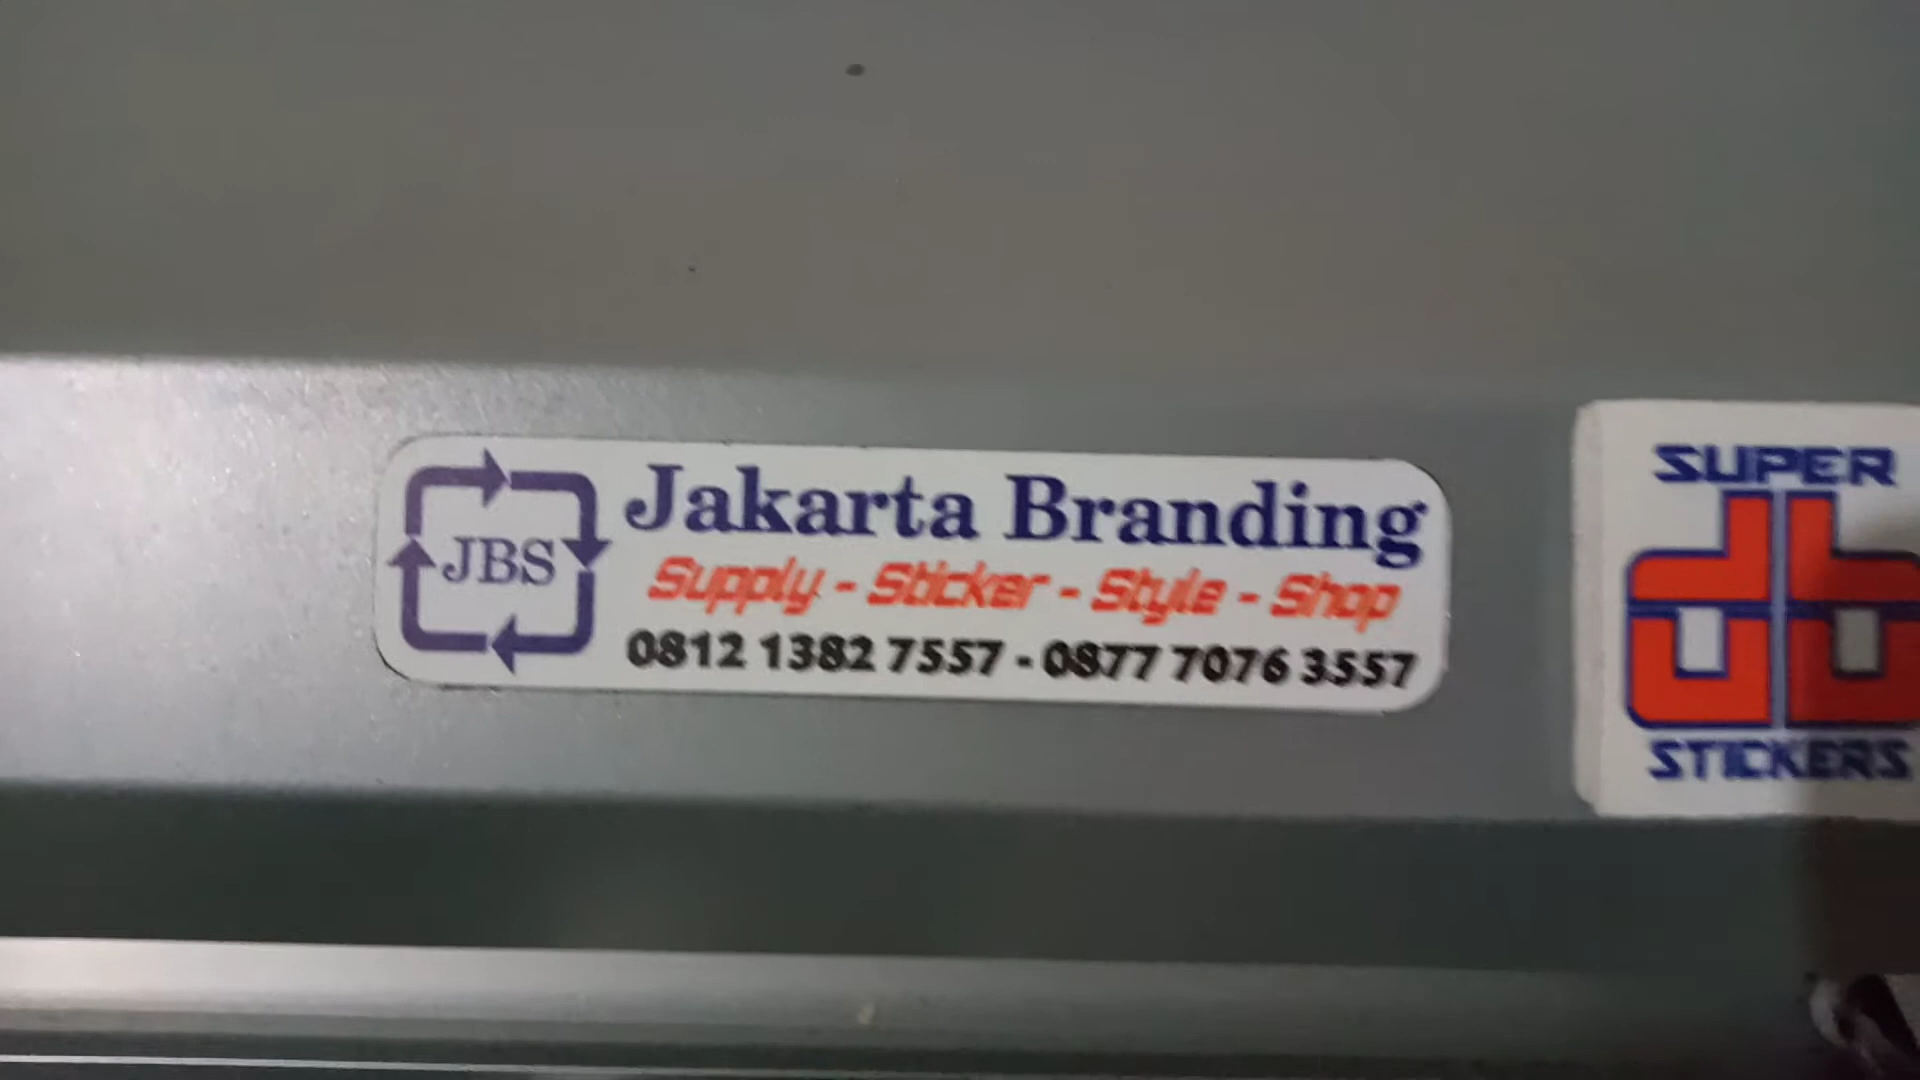 JBS
Jakarta Branding
Supply - Sticker - Style - Shop
0812 1382 7557 - 0877 7076 3557
SUPER
db
STICKERS